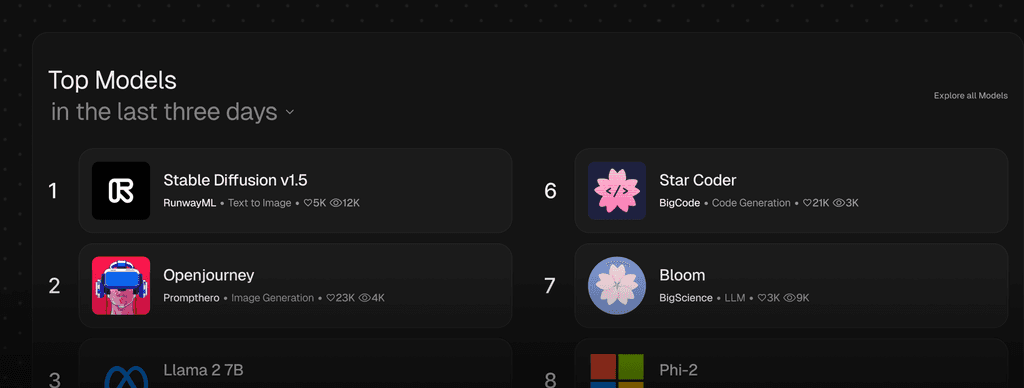 Top Models
in the last three days
Explore all Models
1
Stable Diffusion v1.5
RunwayML • Text to Image • 5K 12K
2
Openjourney
Prompthero • Image Generation • 23K 4K
3
Llama 2 7B
6
</>
Star Coder
BigCode • Code Generation • 21K 3K
7
Bloom
BigScience • LLM • 3K 9K
8
Phi-2